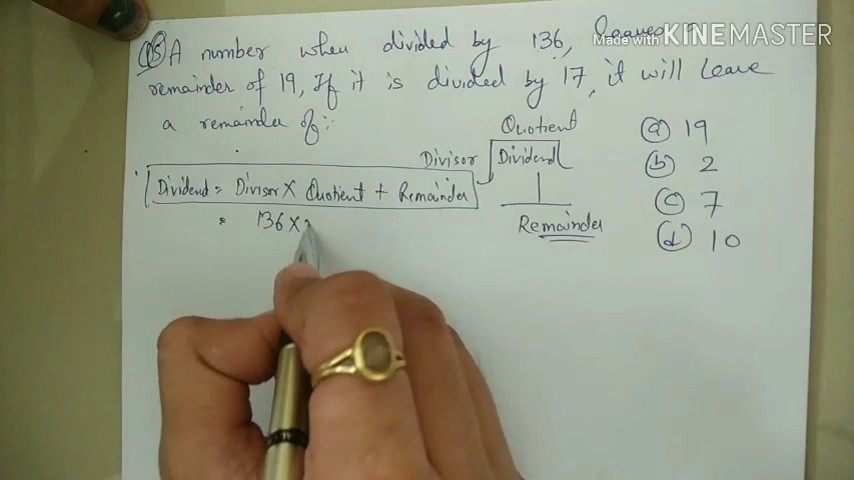 Made with KINEMASTER
Q5 A number when divided by 136, leaves a
remainder of 19, If it is divided by 17, it will leave
a remainder of :-
Quotient
Divisor Dividend
Remainder
(a) 19
(b) 2
(c) 7
(d) 10
Dividend = Divisor X Quotient + Remainder
= 136 X